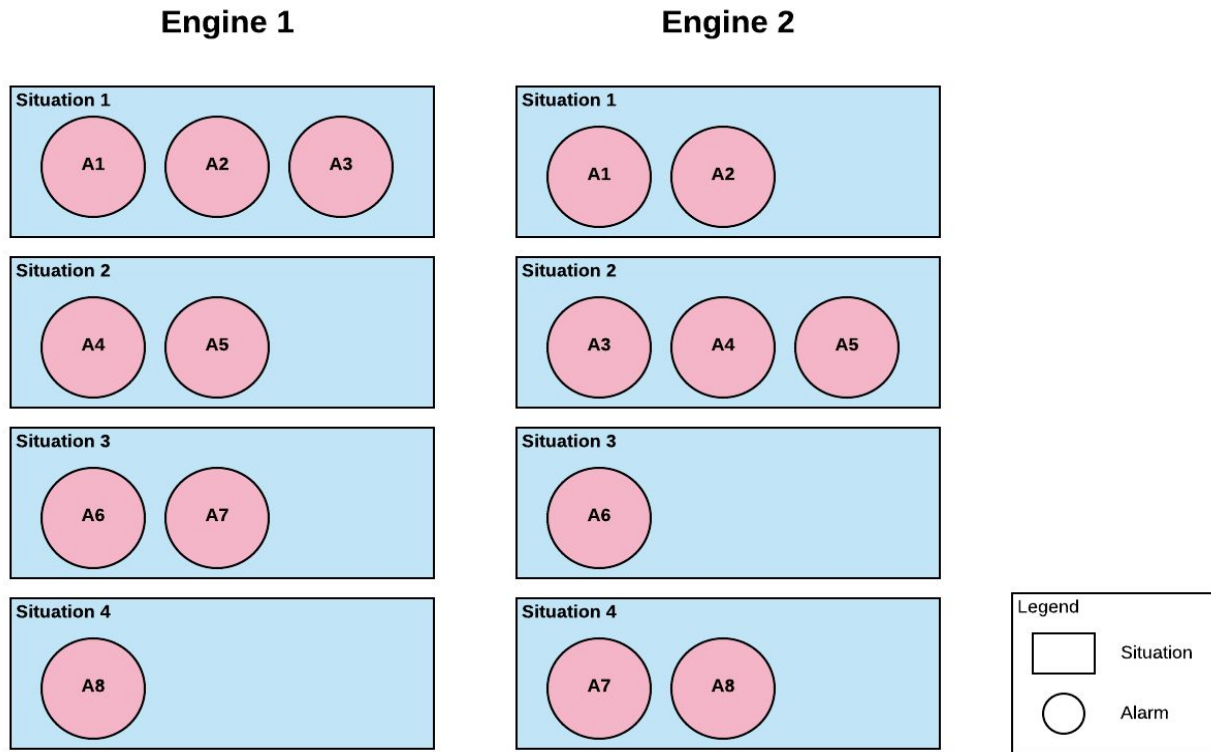 Engine 1
Engine 2
Situation 1
A1 A2 A3
Situation 1
A1 A2
Situation 2
A4 A5
Situation 2
A3 A4 A5
Situation 3
A6 A7
Situation 3
A6
Situation 4
A8
Situation 4
A7 A8
Legend
Situation
Alarm